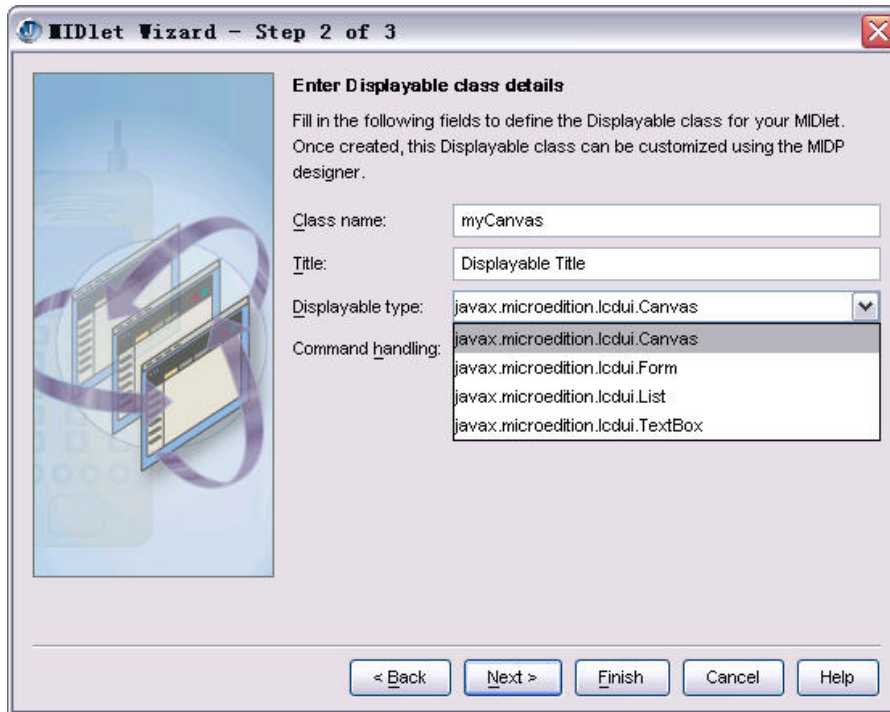 MIDlet Wizard - Step 2 of 3
Enter Displayable class details
Fill in the following fields to define the Displayable class for your MIDlet.
Once created, this Displayable class can be customized using the MIDP
designer.
Class name: myCanvas
Title: Displayable Title
Displayable type: javax.microedition.lcdui.Canvas
Command handling: javax.microedition.lcdui.Canvas
javax.microedition.lcdui.Form
javax.microedition.lcdui.List
javax.microedition.lcdui.TextBox
< Back Next > Finish Cancel Help